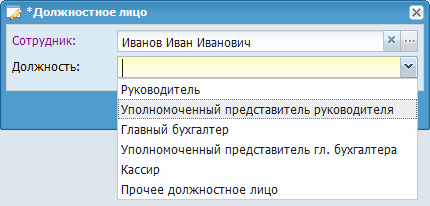 *Должностное лицо
Сотрудник: Иванов Иван Иванович
Должность:
Руководитель
Уполномоченный представитель руководителя
Главный бухгалтер
Уполномоченный представитель гл. бухгалтера
Кассир
Прочее должностное лицо